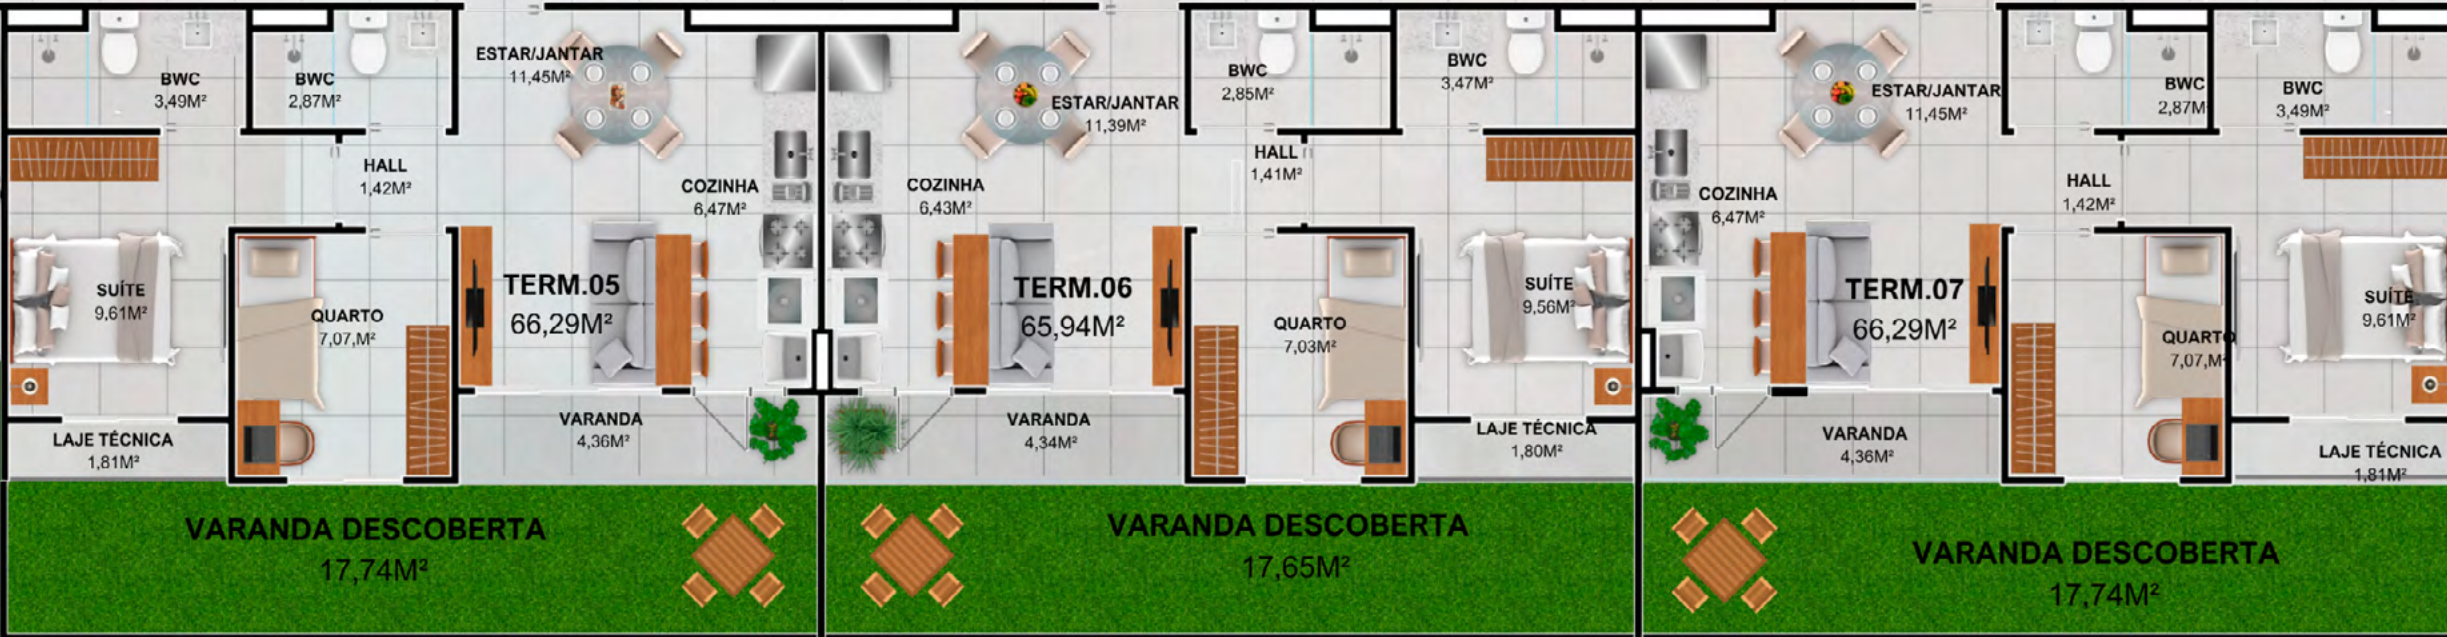 BWC
3,49M²
BWC
2,87M²
ESTAR/JANTAR
11,45M²
HALL
1,42M²
COZINHA
6,47M²
SUÍTE
9,61M²
QUARTO
7,07,M²
TERM.05
66,29M²
LAJE TÉCNICA
1,81M²
VARANDA
4,36M²
VARANDA DESCOBERTA
17,74M²
ESTAR/JANTAR
11,39M²
BWC
2,85M²
BWC
3,47M²
COZINHA
6,43M²
HALL
1,41M²
TERM.06
65,94M²
QUARTO
7,03M²
SUÍTE
9,56M²
VARANDA
4,34M²
LAJE TÉCNICA
1,80M²
VARANDA DESCOBERTA
17,65M²
ESTAR/JANTAR
11,45M²
BWC
2,87M
BWC
3,49M²
COZINHA
6,47M²
HALL
1,42M²
TERM.07
66,29M²
QUARTO
7,07,M²
SUÍTE
9,61M²
VARANDA
4,36M²
LAJE TÉCNICA
1,81M²
VARANDA DESCOBERTA
17,74M²